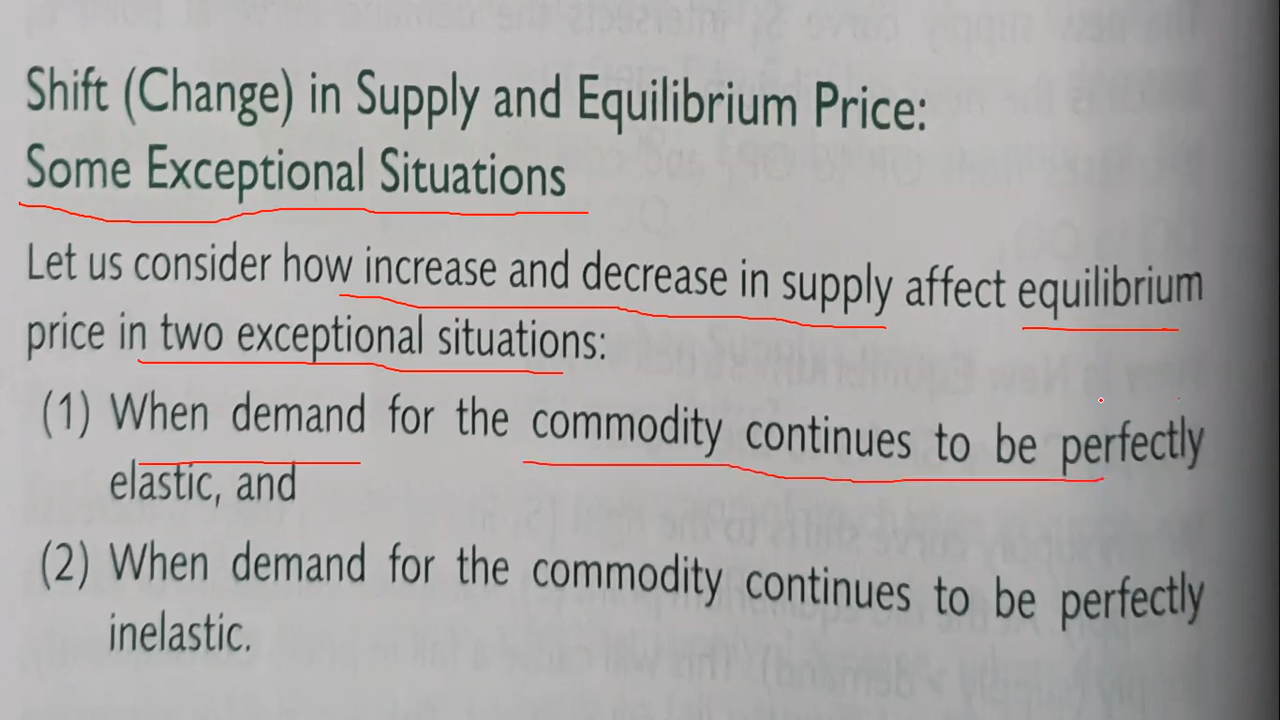 Shift (Change) in Supply and Equilibrium Price:
Some Exceptional Situations
Let us consider how increase and decrease in supply affect equilibrium
price in two exceptional situations:
(1) When demand for the commodity continues to be perfectly
elastic, and
(2) When demand for the commodity continues to be perfectly
inelastic.